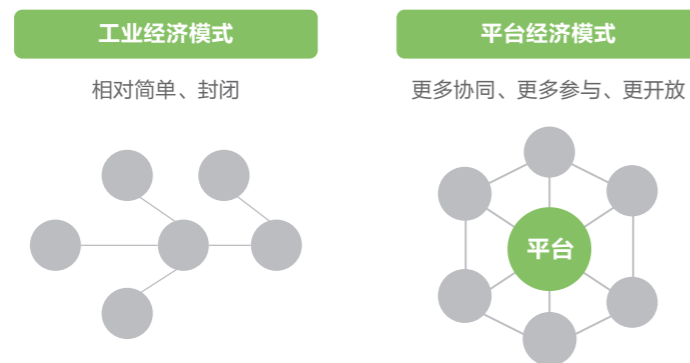 工业经济模式
平台经济模式
相对简单、封闭
更多协同、更多参与、更开放
平台